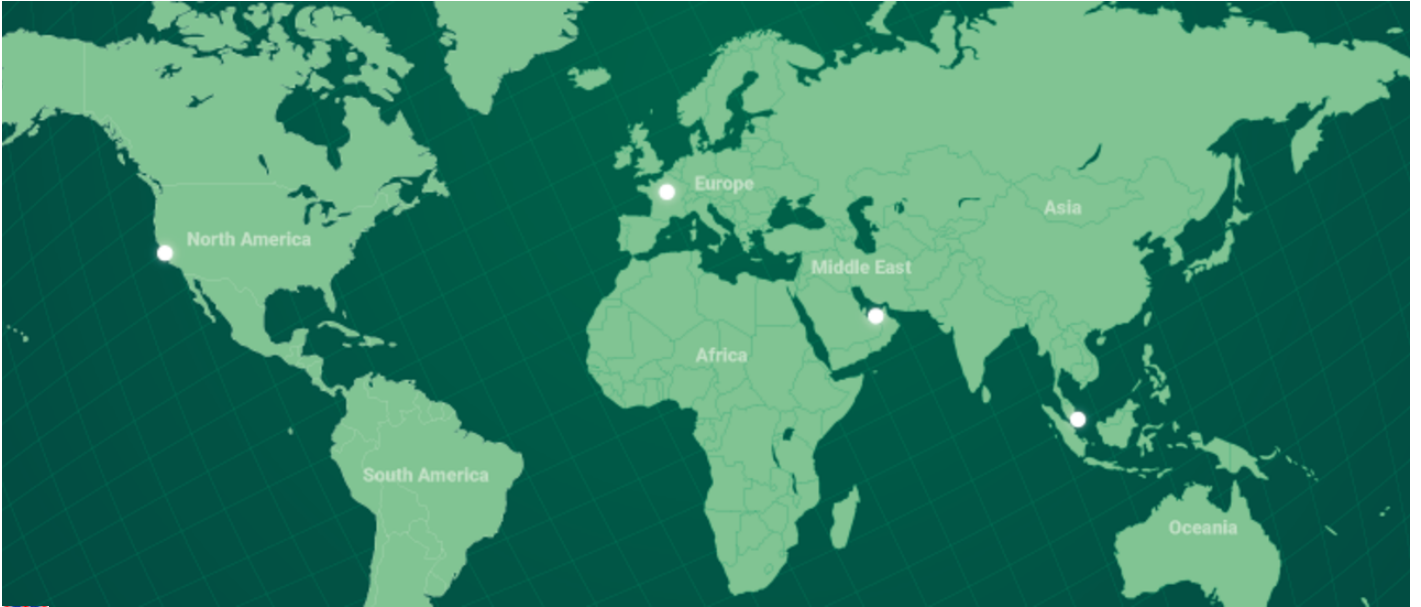 Europe
Asia
North America
Middle East
Africa
South America
Oceania